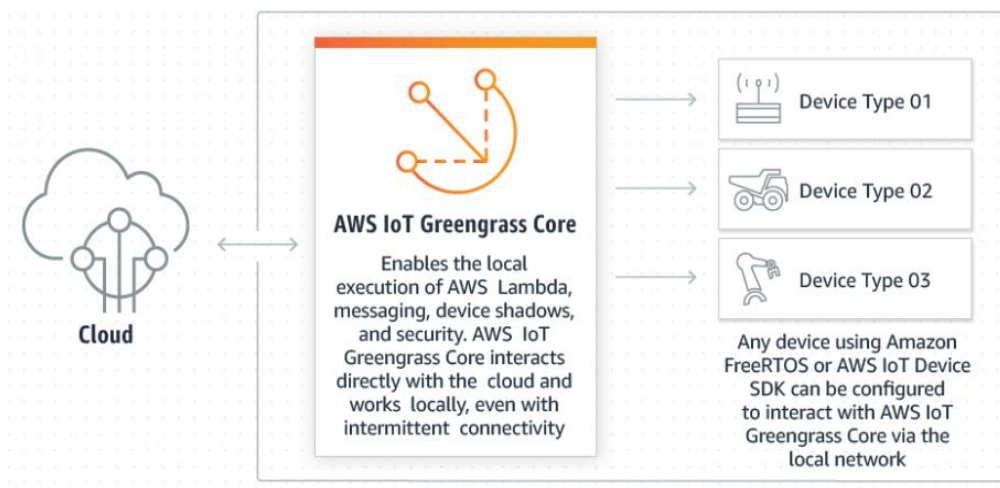 Cloud
AWS IoT Greengrass Core
Enables the local
execution of AWS Lambda,
messaging, device shadows,
and security. AWS IoT
Greengrass Core interacts
directly with the cloud and
works locally, even with
intermittent connectivity
Device Type 01
Device Type 02
Device Type 03
Any device using Amazon
FreeRTOS or AWS IoT Device
SDK can be configured
to interact with AWS IoT
Greengrass Core via the
local network